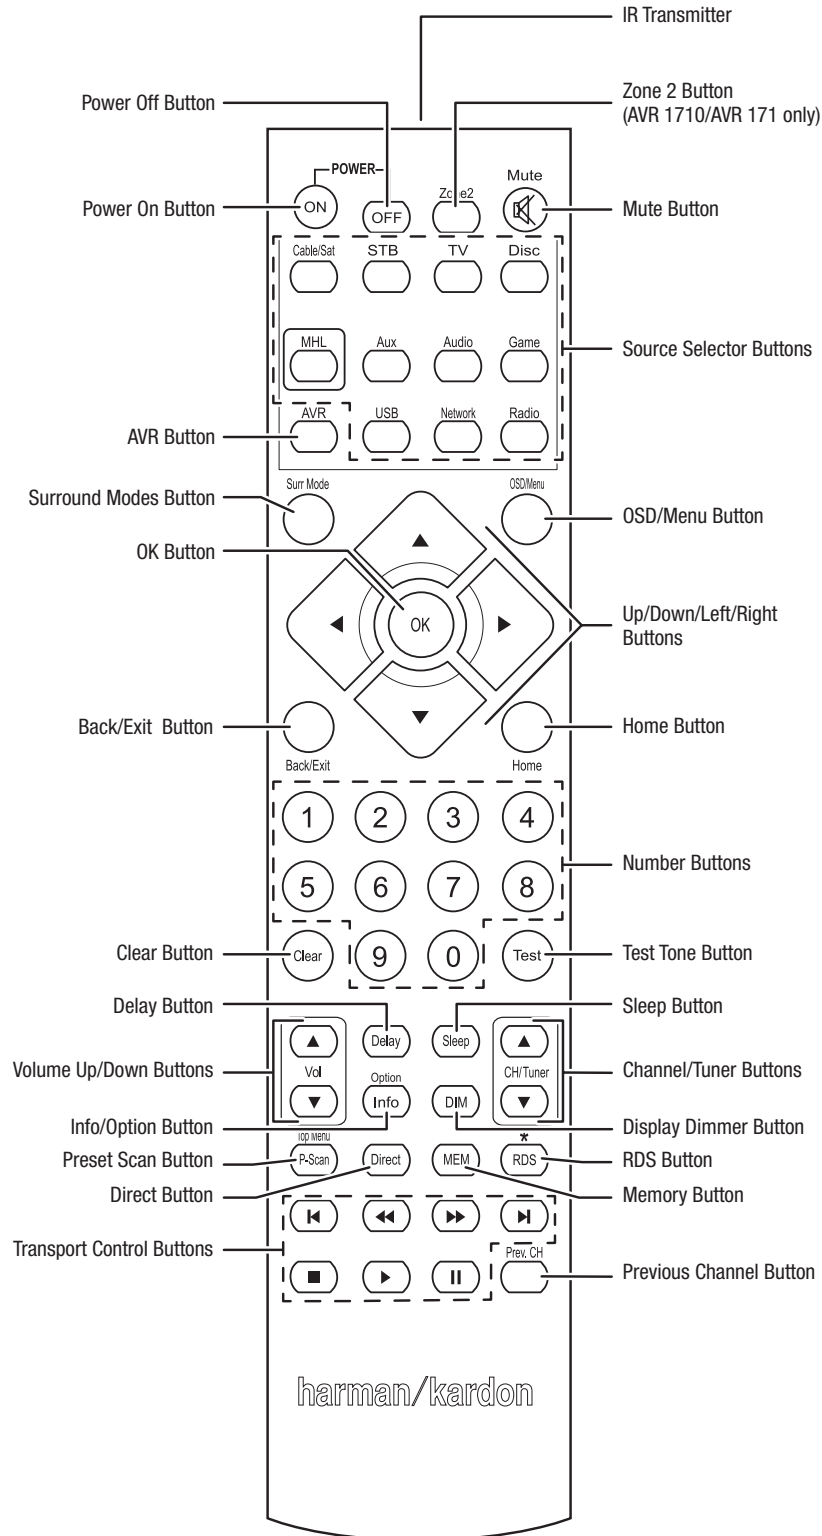 IR Transmitter
Power Off Button
Zone 2 Button
(AVR 1710/AVR 171 only)
POWER
Mute
Zone2
Power On Button
ON
OFF
Mute Button
Cable/Sat
STB
TV
Disc
MHL
Aux
Audio
Game
Source Selector Buttons
AVR
USB
Network
Radio
AVR Button
Surr Mode
OSD/Menu
Surround Modes Button
OSD/Menu Button
OK Button
OK
Up/Down/Left/Right
Buttons
Back/Exit Button
Home Button
Back/Exit
Home
1
2
3
4
Number Buttons
5
6
7
8
Clear Button
Clear
9
0
Test
Test Tone Button
Delay Button
Sleep Button
Delay
Sleep
Volume Up/Down Buttons
Vol
CH/Tuner
Channel/Tuner Buttons
Option
Info
DIM
Info/Option Button
Display Dimmer Button
Top Menu
*
Preset Scan Button
P-Scan
Direct
MEM
RDS
RDS Button
Direct Button
Memory Button
Transport Control Buttons
Prev. CH
Previous Channel Button
harman/kardon